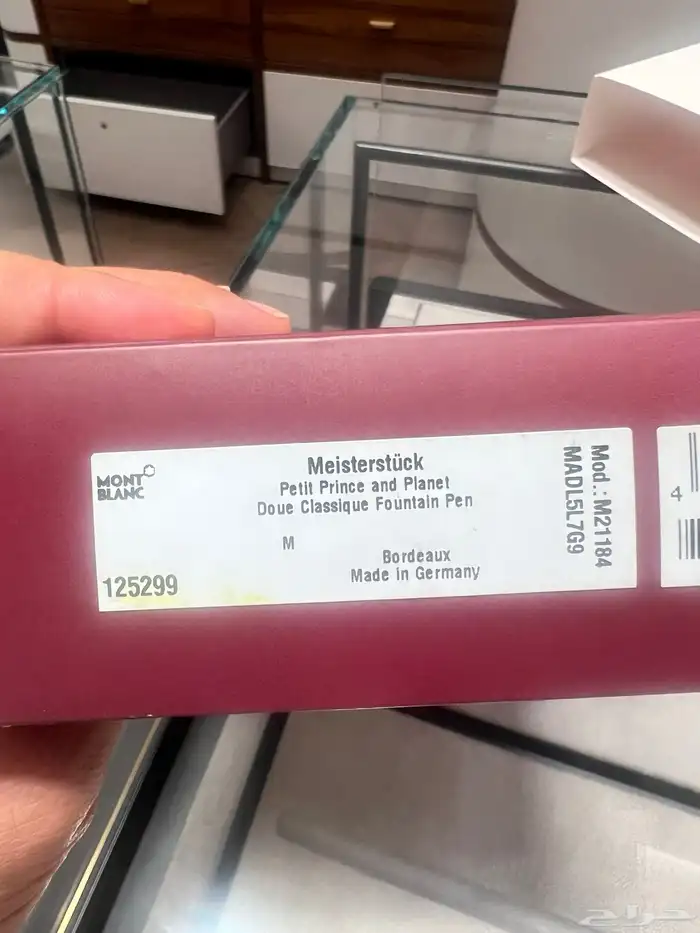 MONT
BLANC
Meisterstück
Petit Prince and Planet
Doue Classique Fountain Pen
M
Bordeaux
Made in Germany
125299
Mod.: M21184
MADL5L7G9
4
حراج